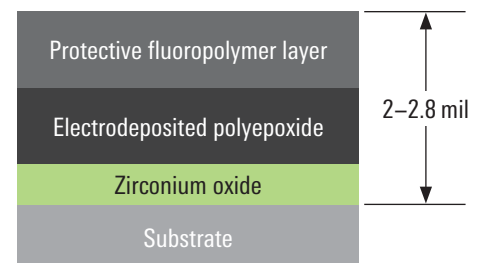 Protective fluoropolymer layer
Electrodeposited polyepoxide
2–2.8 mil
Zirconium oxide
Substrate